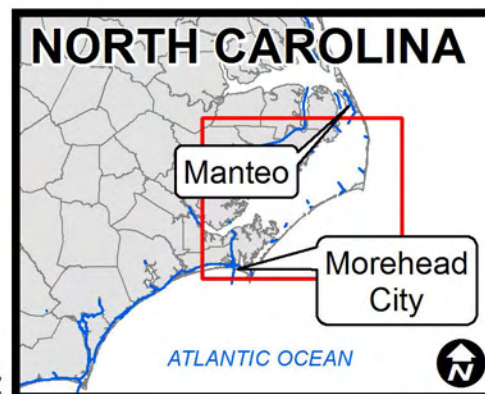 NORTH CAROLINA
Manteo
Morehead
City
ATLANTIC OCEAN
N